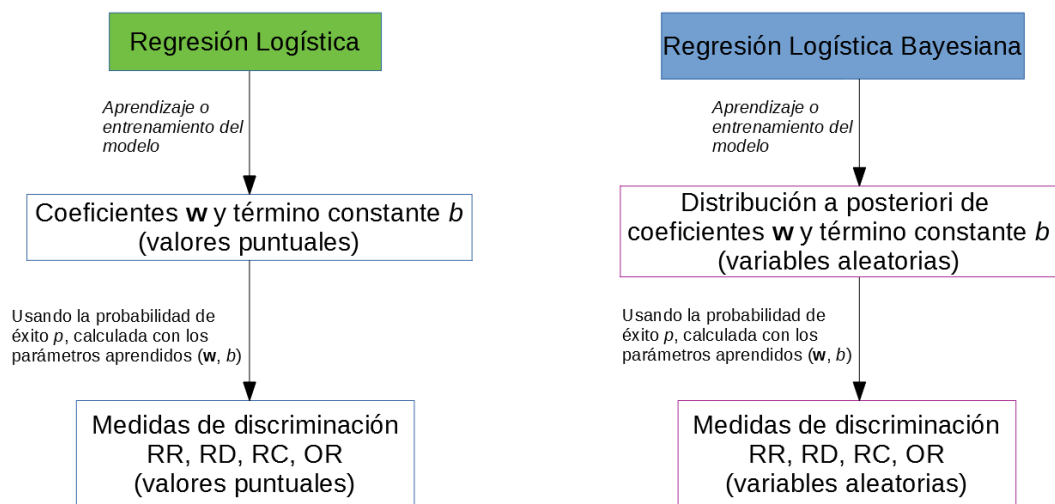 Regresión Logística
Aprendizaje o
entrenamiento del
modelo
Coeficientes w y término constante b
(valores puntuales)
Usando la probabilidad de
éxito p, calculada con los
parámetros aprendidos (w, b)
Medidas de discriminación
RR, RD, RC, OR
(valores puntuales)
Regresión Logística Bayesiana
Aprendizaje o
entrenamiento del
modelo
Distribución a posteriori de
coeficientes w y término constante b
(variables aleatorias)
Usando la probabilidad de
éxito p, calculada con los
parámetros aprendidos (w, b)
Medidas de discriminación
RR, RD, RC, OR
(variables aleatorias)